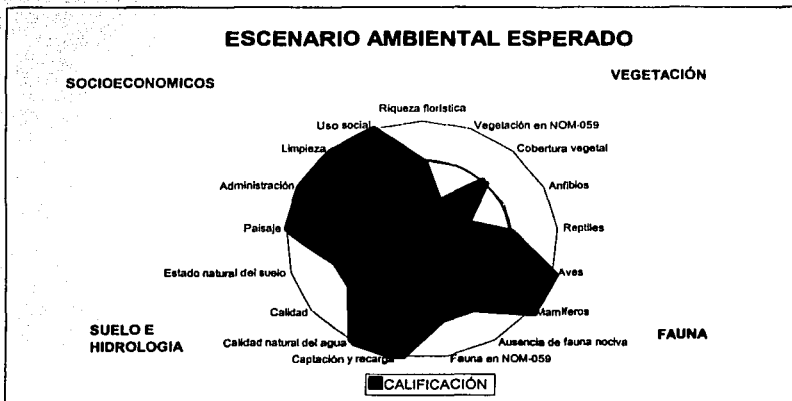 ESCENARIO AMBIENTAL ESPERADO
SOCIOECONOMICOS
VEGETACIÓN
Riqueza florística
Uso social
Vegetación en NOM-059
Limpieza
Cobertura vegetal
Administración
Anfibios
Paisaje
Reptiles
Estado natural del suelo
Aves
Calidad
Mamíferos
SUELO E
HIDROLOGIA
FAUNA
Calidad natural del agua
Ausencia de fauna nociva
Captación y recarga
Fauna en NOM-059
CALIFICACIÓN